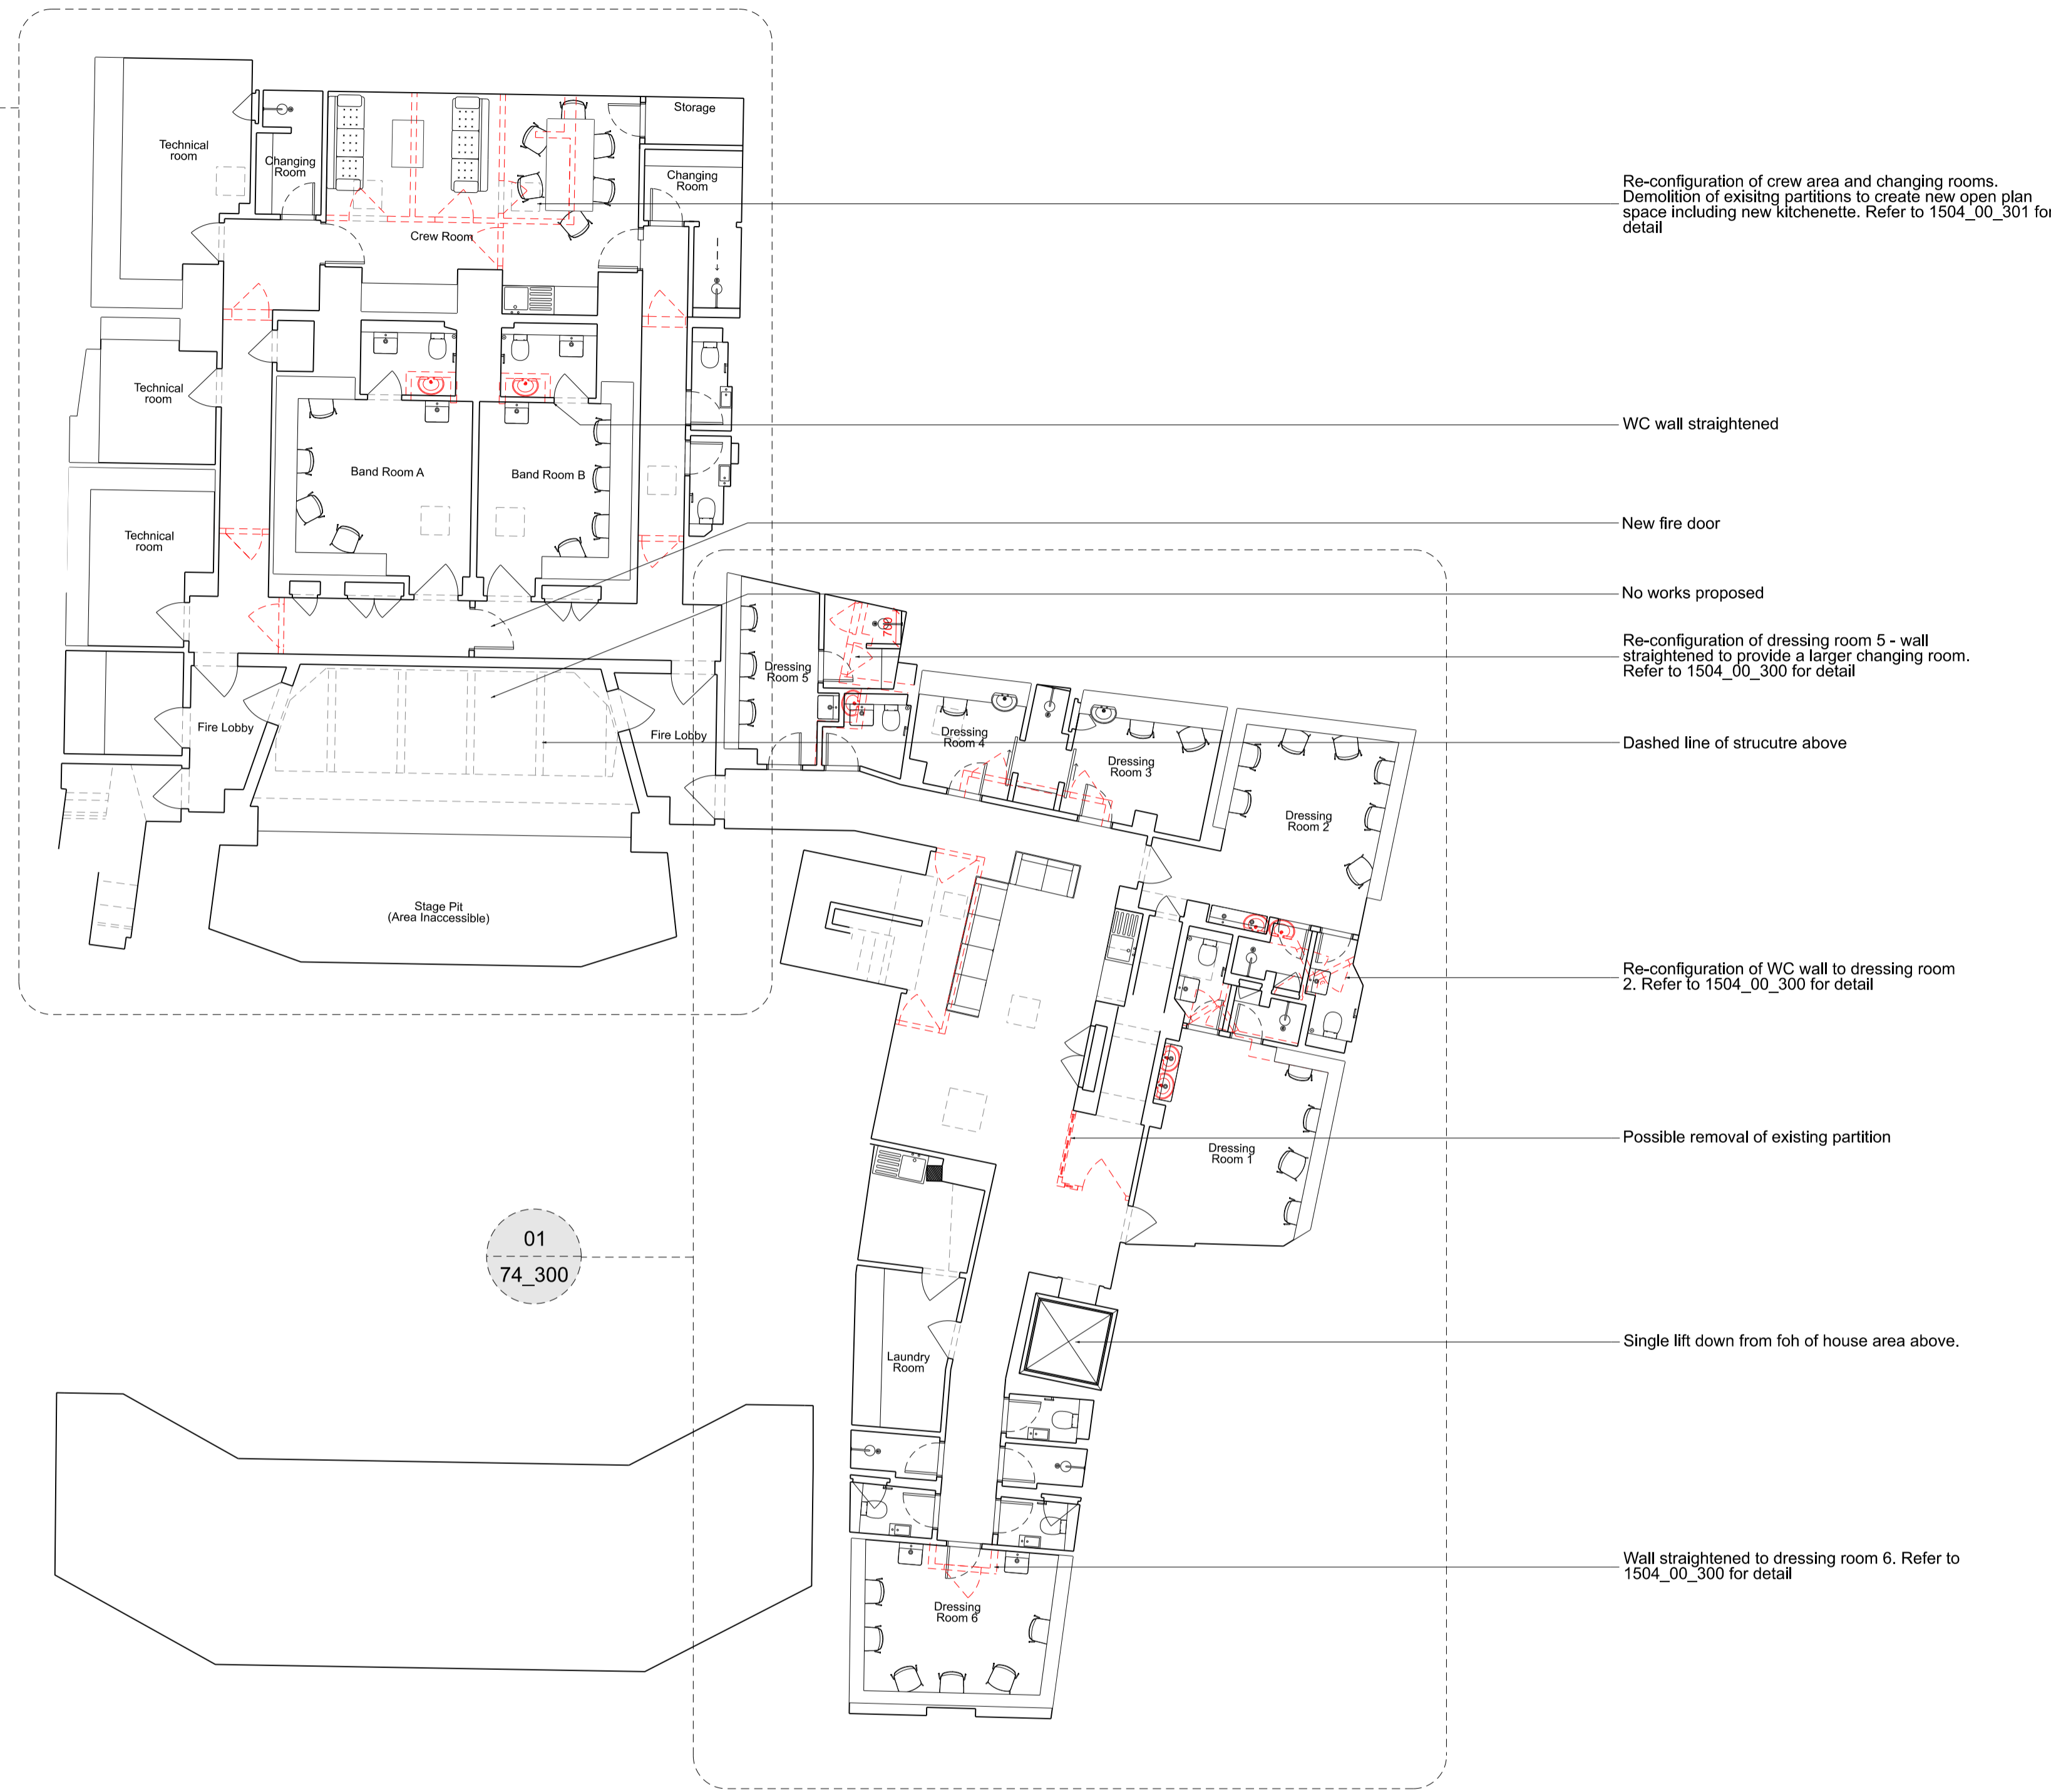 Storage
Technical
room
Changing
Room
Changing
Room
Crew Room
Technical
room
Band Room A
Band Room B
Technical
room
Fire Lobby
Fire Lobby
Stage Pit
(Area Inaccessible)
Dressing
Room 5
700
Dressing
Room 4
Dressing
Room 3
Dressing
Room 2
Dressing
Room 1
01
74_300
Laundry
Room
Dressing
Room 6
Re-configuration of crew area and changing rooms.
Demolition of exisitng partitions to create new open plan
space including new kitchenette. Refer to 1504_00_301 for
detail
WC wall straightened
New fire door
No works proposed
Re-configuration of dressing room 5 - wall
straightened to provide a larger changing room.
Refer to 1504_00_300 for detail
Dashed line of strucutre above
Re-configuration of WC wall to dressing room
2. Refer to 1504_00_300 for detail
Possible removal of existing partition
Single lift down from foh of house area above.
Wall straightened to dressing room 6. Refer to
1504_00_300 for detail